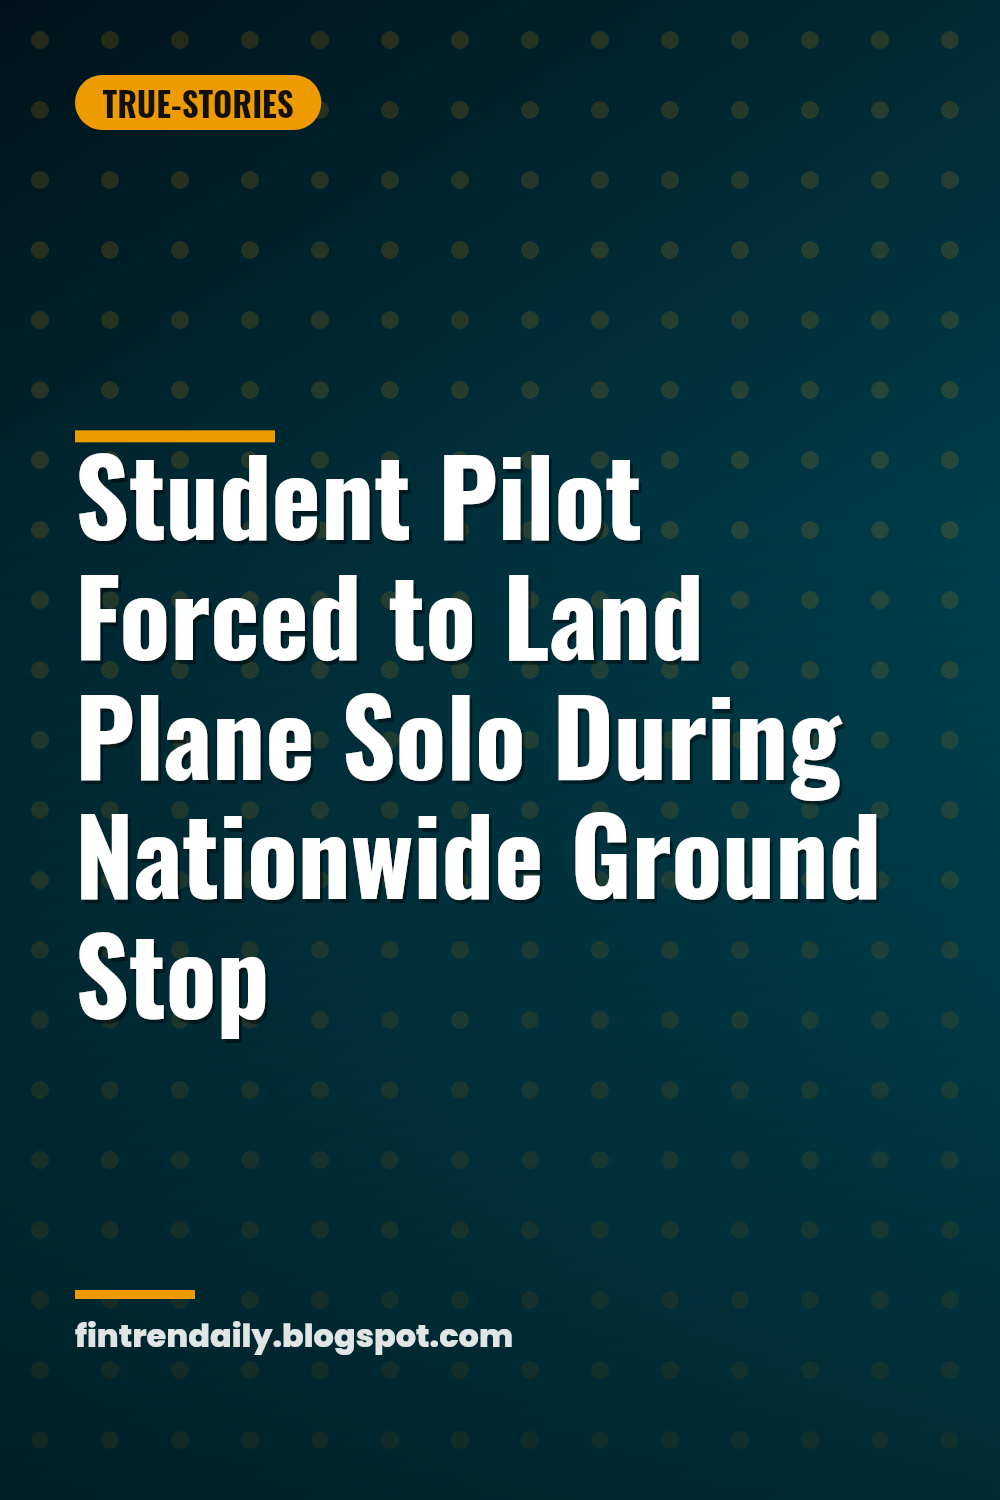 TRUE-STORIES
Student Pilot
Forced to Land
Plane Solo During
Nationwide Ground
Stop
fintrendaily.blogspot.com